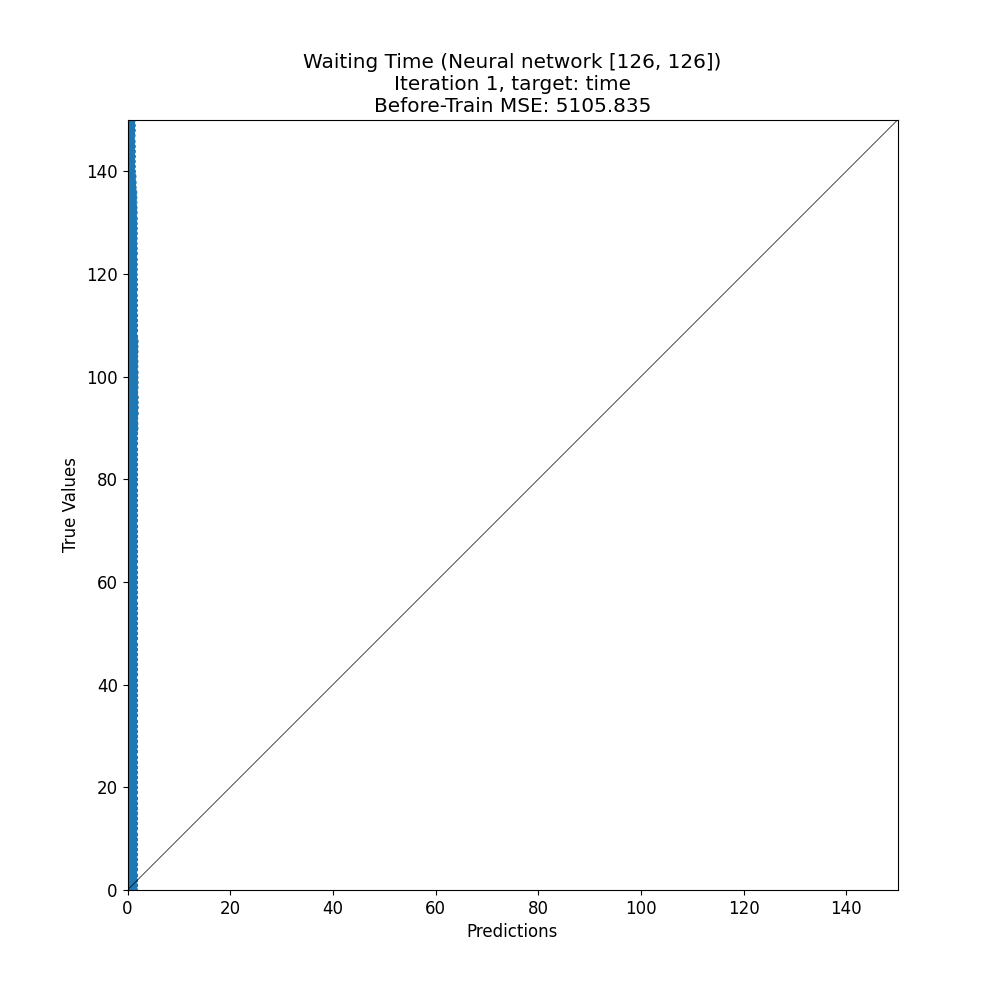 Waiting Time (Neural network [126, 126])
Iteration 1, target: time
Before-Train MSE: 5105.835
140
120
100
80
60
40
20
0
True Values
0 20 40 60 80 100 120 140
Predictions